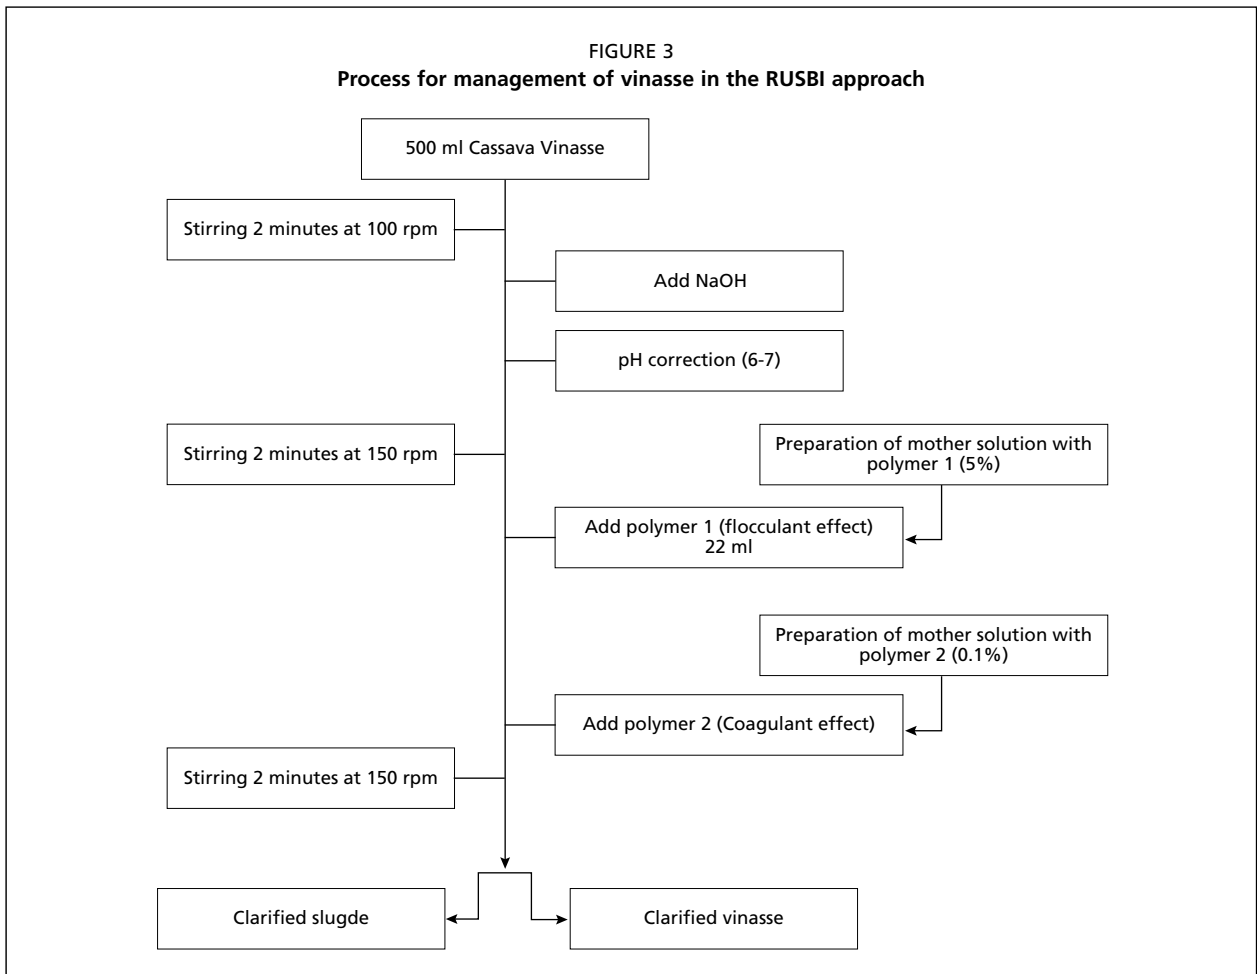 FIGURE 3
Process for management of vinasse in the RUSBI approach
500 ml Cassava Vinasse
Stirring 2 minutes at 100 rpm
Add NaOH
pH correction (6-7)
Stirring 2 minutes at 150 rpm
Preparation of mother solution with
polymer 1 (5%)
Add polymer 1 (flocculant effect)
22 ml
Preparation of mother solution with
polymer 2 (0.1%)
Add polymer 2 (Coagulant effect)
Stirring 2 minutes at 150 rpm
Clarified slugde
Clarified vinasse